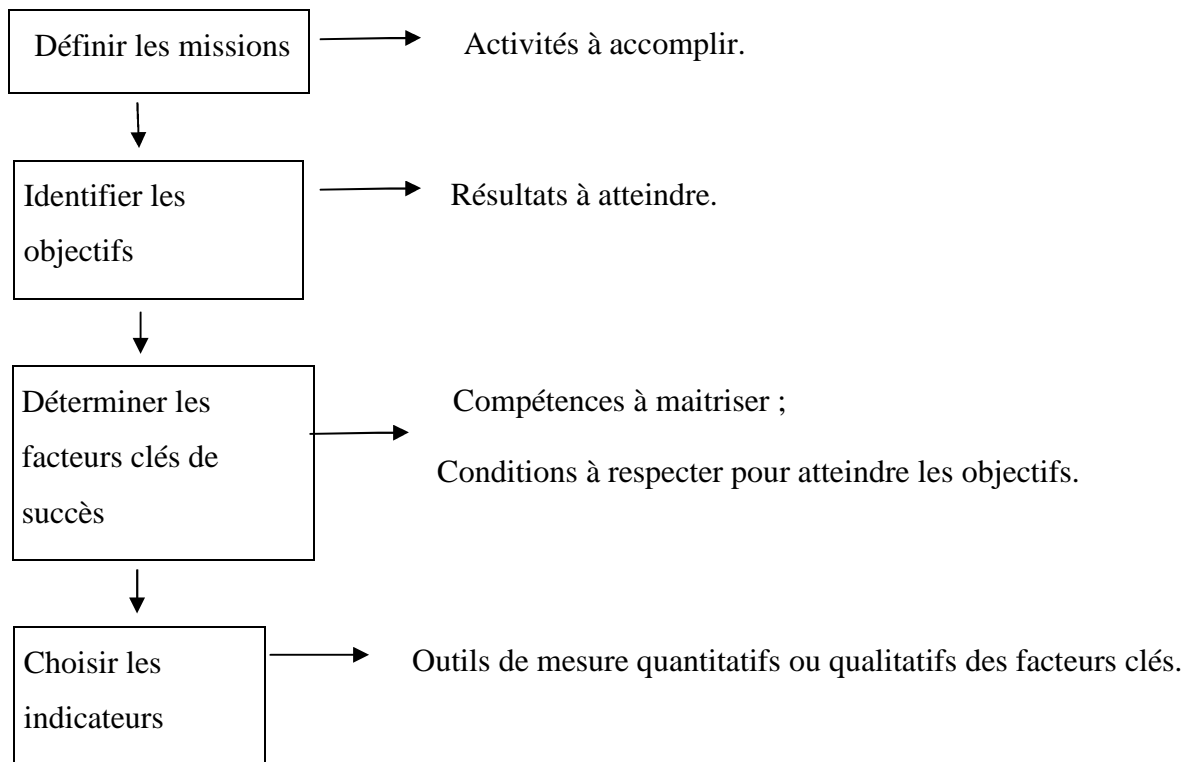 Définir les missions
Activités à accomplir.
Identifier les
objectifs
Résultats à atteindre.
Déterminer les
facteurs clés de
succès
Compétences à maitriser ;
Conditions à respecter pour atteindre les objectifs.
Choisir les
indicateurs
Outils de mesure quantitatifs ou qualitatifs des facteurs clés.